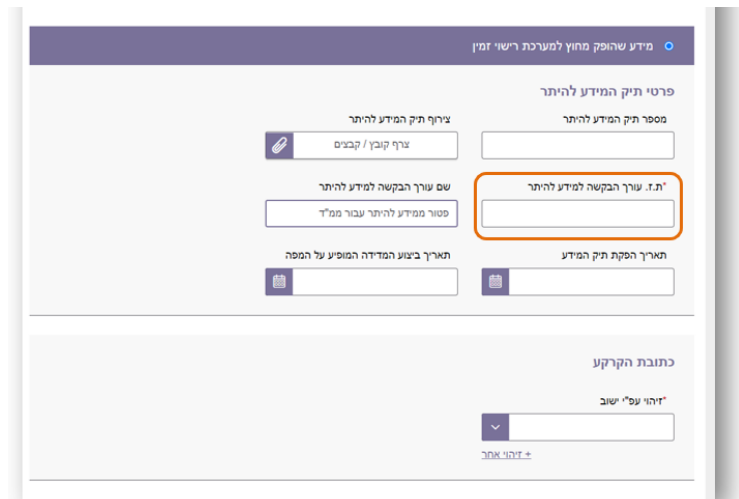 מידע שהופק מחוץ למערכת רישוי זמין
פרטי תיק המידע להיתר
מספר תיק המידע להיתר
צירוף תיק המידע להיתר
צרף קובץ / קבצים
*ת.ז. עורך הבקשה למידע להיתר
שם עורך הבקשה למידע להיתר
פטור ממידע להיתר עבור ממ"ד
תאריך הפקת תיק המידע
תאריך ביצוע המדידה המופיע על המפה
כתובת הקרקע
*זיהוי עפ"י ישוב
+ זיהוי אחר